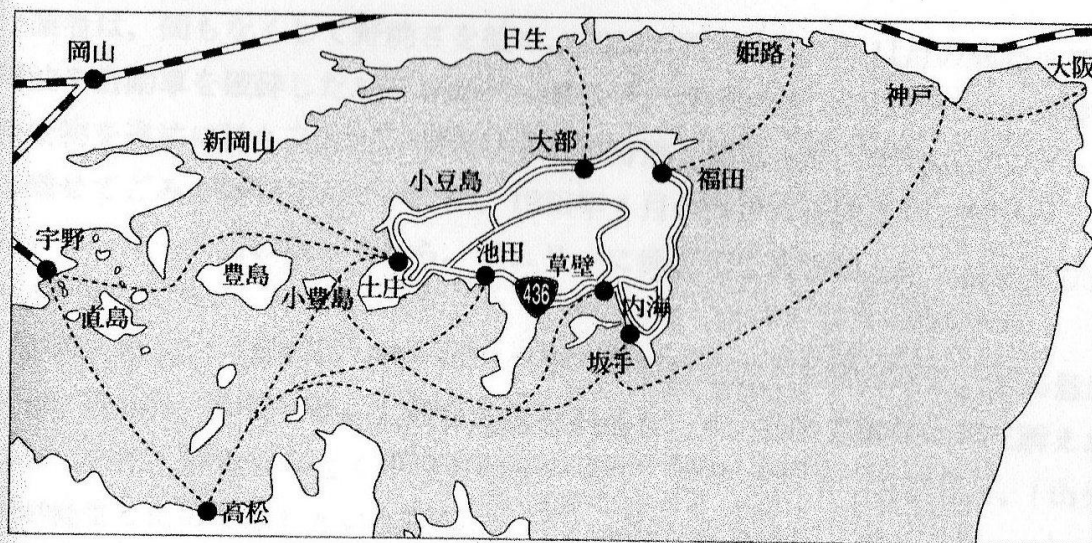 日生
姫路
岡山
大阪
神戸
新岡山
大部
小豆島
福田
宇野
池田
草壁
豊島
土庄
小豊島
436
内海
直島
坂手
高松